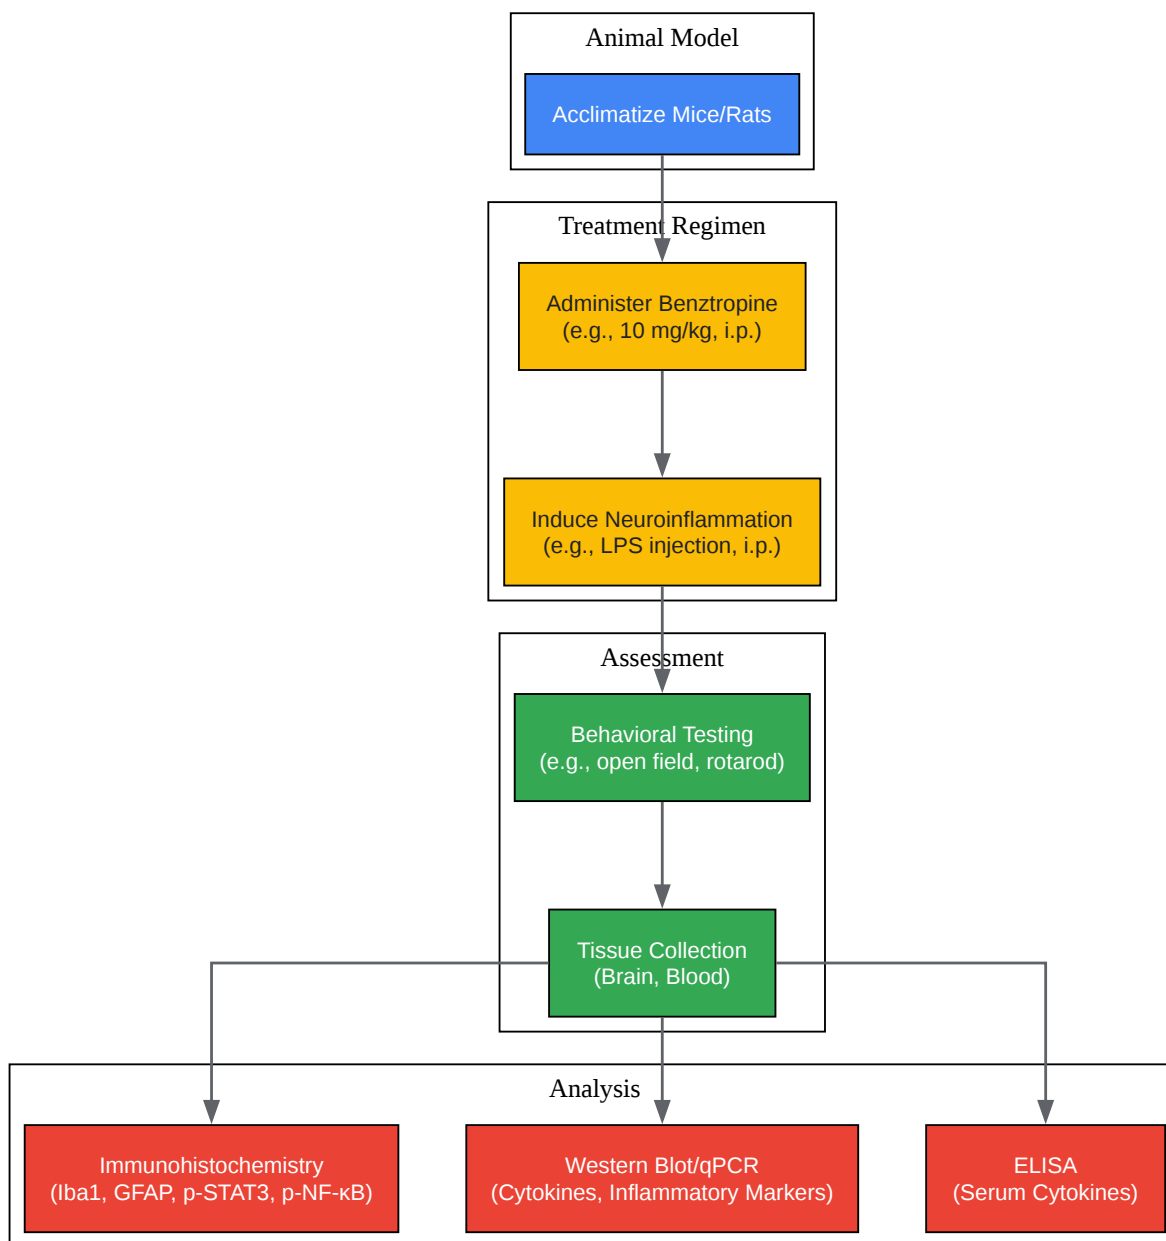 Animal Model
Acclimatize Mice/Rats
Treatment Regimen
Administer Benztropine
(e.g., 10 mg/kg, i.p.)
Induce Neuroinflammation
(e.g., LPS injection, i.p.)
Assessment
Behavioral Testing
(e.g., open field, rotarod)
Tissue Collection
(Brain, Blood)
Analysis
Immunohistochemistry
(Iba1, GFAP, p-STAT3, p-NF-κB)
Western Blot/qPCR
(Cytokines, Inflammatory Markers)
ELISA
(Serum Cytokines)